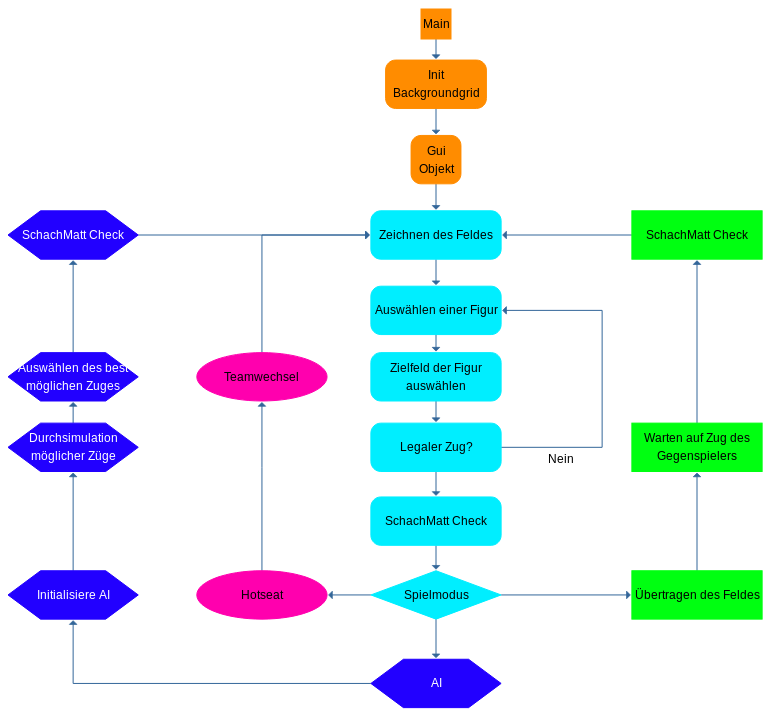 Main
Init
Backgroundgrid
Gui
Objekt
SchachMatt Check
Zeichnen des Feldes
SchachMatt Check
Auswählen einer Figur
Auswählen des best
möglichen Zuges
Teamwechsel
Zielfeld der Figur
auswählen
Durchsimulation
möglicher Züge
Legaler Zug?
Nein
Warten auf Zug des
Gegenspielers
SchachMatt Check
Initialisiere AI
Hotseat
Spielmodus
Übertragen des Feldes
AI